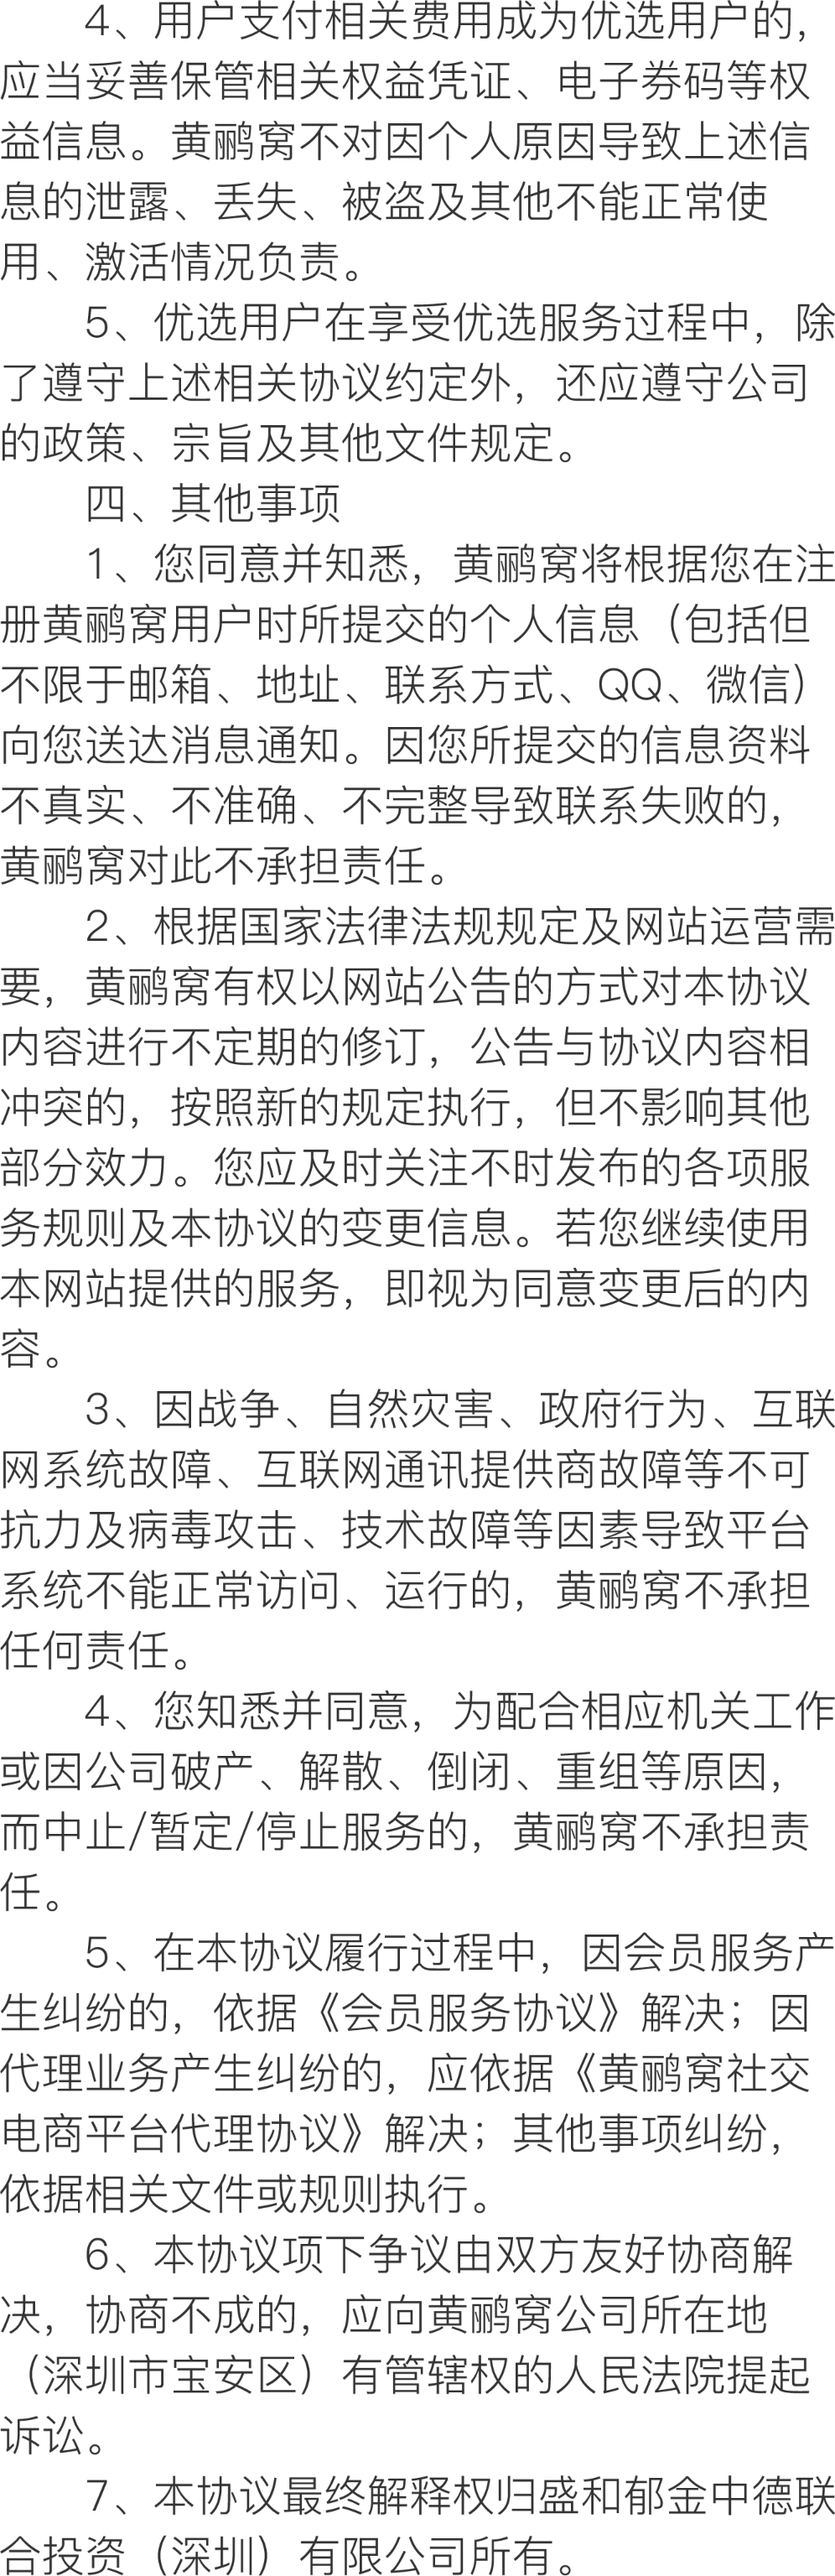 4、用户支付相关费用成为优选用户的，
应当妥善保管相关权益凭证、电子券码等权
益信息。黄鹂窝不对因个人原因导致上述信
息的泄露、丢失、被盗及其他不能正常使
用、激活情况负责。
5、优选用户在享受优选服务过程中，除
了遵守上述相关协议约定外，还应遵守公司
的政策、宗旨及其他文件规定。
四、其他事项
1、您同意并知悉，黄鹂窝将根据您在注
册黄鹂窝用户时所提交的个人信息（包括但
不限于邮箱、地址、联系方式、QQ、微信）
向您送达消息通知。因您所提交的信息资料
不真实、不准确、不完整导致联系失败的，
黄鹂窝对此不承担责任。
2、根据国家法律法规规定及网站运营需
要，黄鹂窝有权以网站公告的方式对本协议
内容进行不定期的修订，公告与协议内容相
冲突的，按照新的规定执行，但不影响其他
部分效力。您应及时关注不时发布的各项服
务规则及本协议的变更信息。若您继续使用
本网站提供的服务，即视为同意变更后的内
容。
3、因战争、自然灾害、政府行为、互联
网系统故障、互联网通讯提供商故障等不可
抗力及病毒攻击、技术故障等因素导致平台
系统不能正常访问、运行的，黄鹂窝不承担
任何责任。
4、您知悉并同意，为配合相应机关工作
或因公司破产、解散、倒闭、重组等原因，
而中止/暂定/停止服务的，黄鹂窝不承担责
任。
5、在本协议履行过程中，因会员服务产
生纠纷的，依据《会员服务协议》解决；因
代理业务产生纠纷的，应依据《黄鹂窝社交
电商平台代理协议》解决；其他事项纠纷，
依据相关文件或规则执行。
6、本协议项下争议由双方友好协商解
决，协商不成的，应向黄鹂窝公司所在地
（深圳市宝安区）有管辖权的人民法院提起
诉讼。
7、本协议最终解释权归盛和郁金中德联
合投资（深圳）有限公司所有。